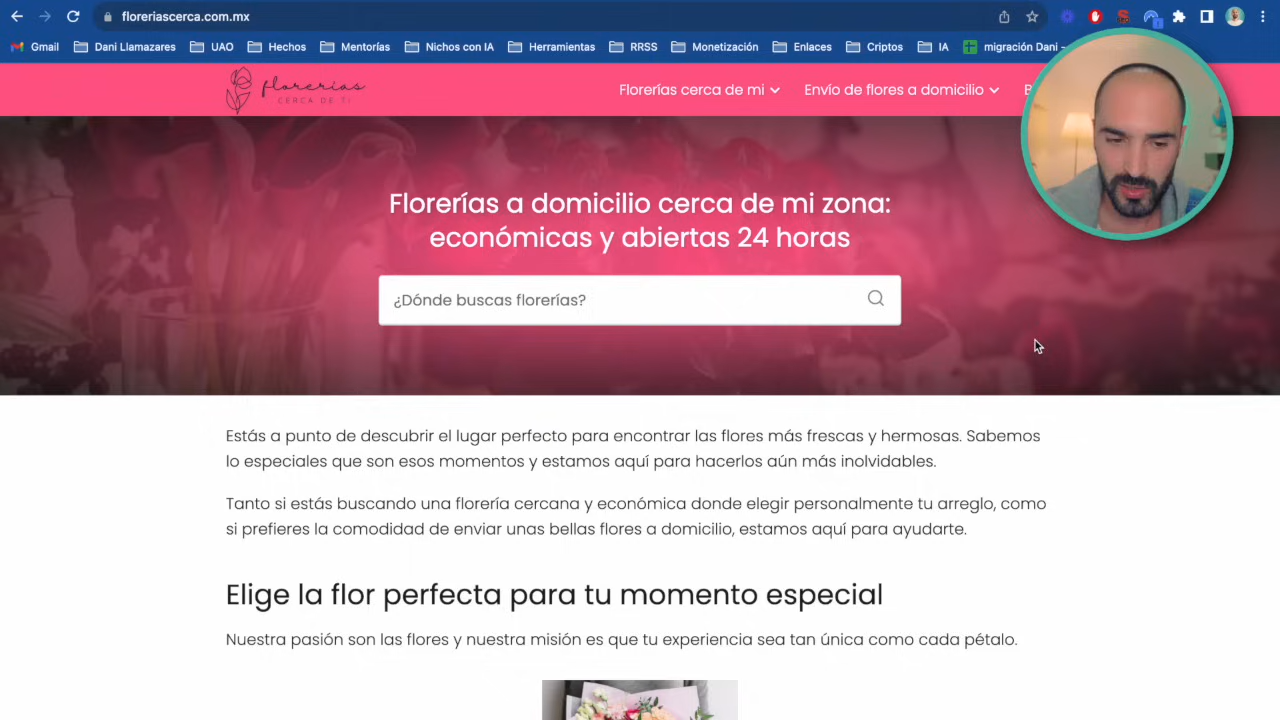 floreriascerca.com.mx
Gmail Dani Llamazares UAO Hechos Mentorías Nichos con IA Herramientas RRSS Monetización Enlaces Criptos IA migración Dani –
florerías
CERCA DE TI
Florerías cerca de mi Envío de flores a domicilio
Florerías a domicilio cerca de mi zona:
económicas y abiertas 24 horas
¿Dónde buscas florerías?
Estás a punto de descubrir el lugar perfecto para encontrar las flores más frescas y hermosas. Sabemos
lo especiales que son esos momentos y estamos aquí para hacerlos aún más inolvidables.
Tanto si estás buscando una florería cercana y económica donde elegir personalmente tu arreglo, como
si prefieres la comodidad de enviar unas bellas flores a domicilio, estamos aquí para ayudarte.
Elige la flor perfecta para tu momento especial
Nuestra pasión son las flores y nuestra misión es que tu experiencia sea tan única como cada pétalo.